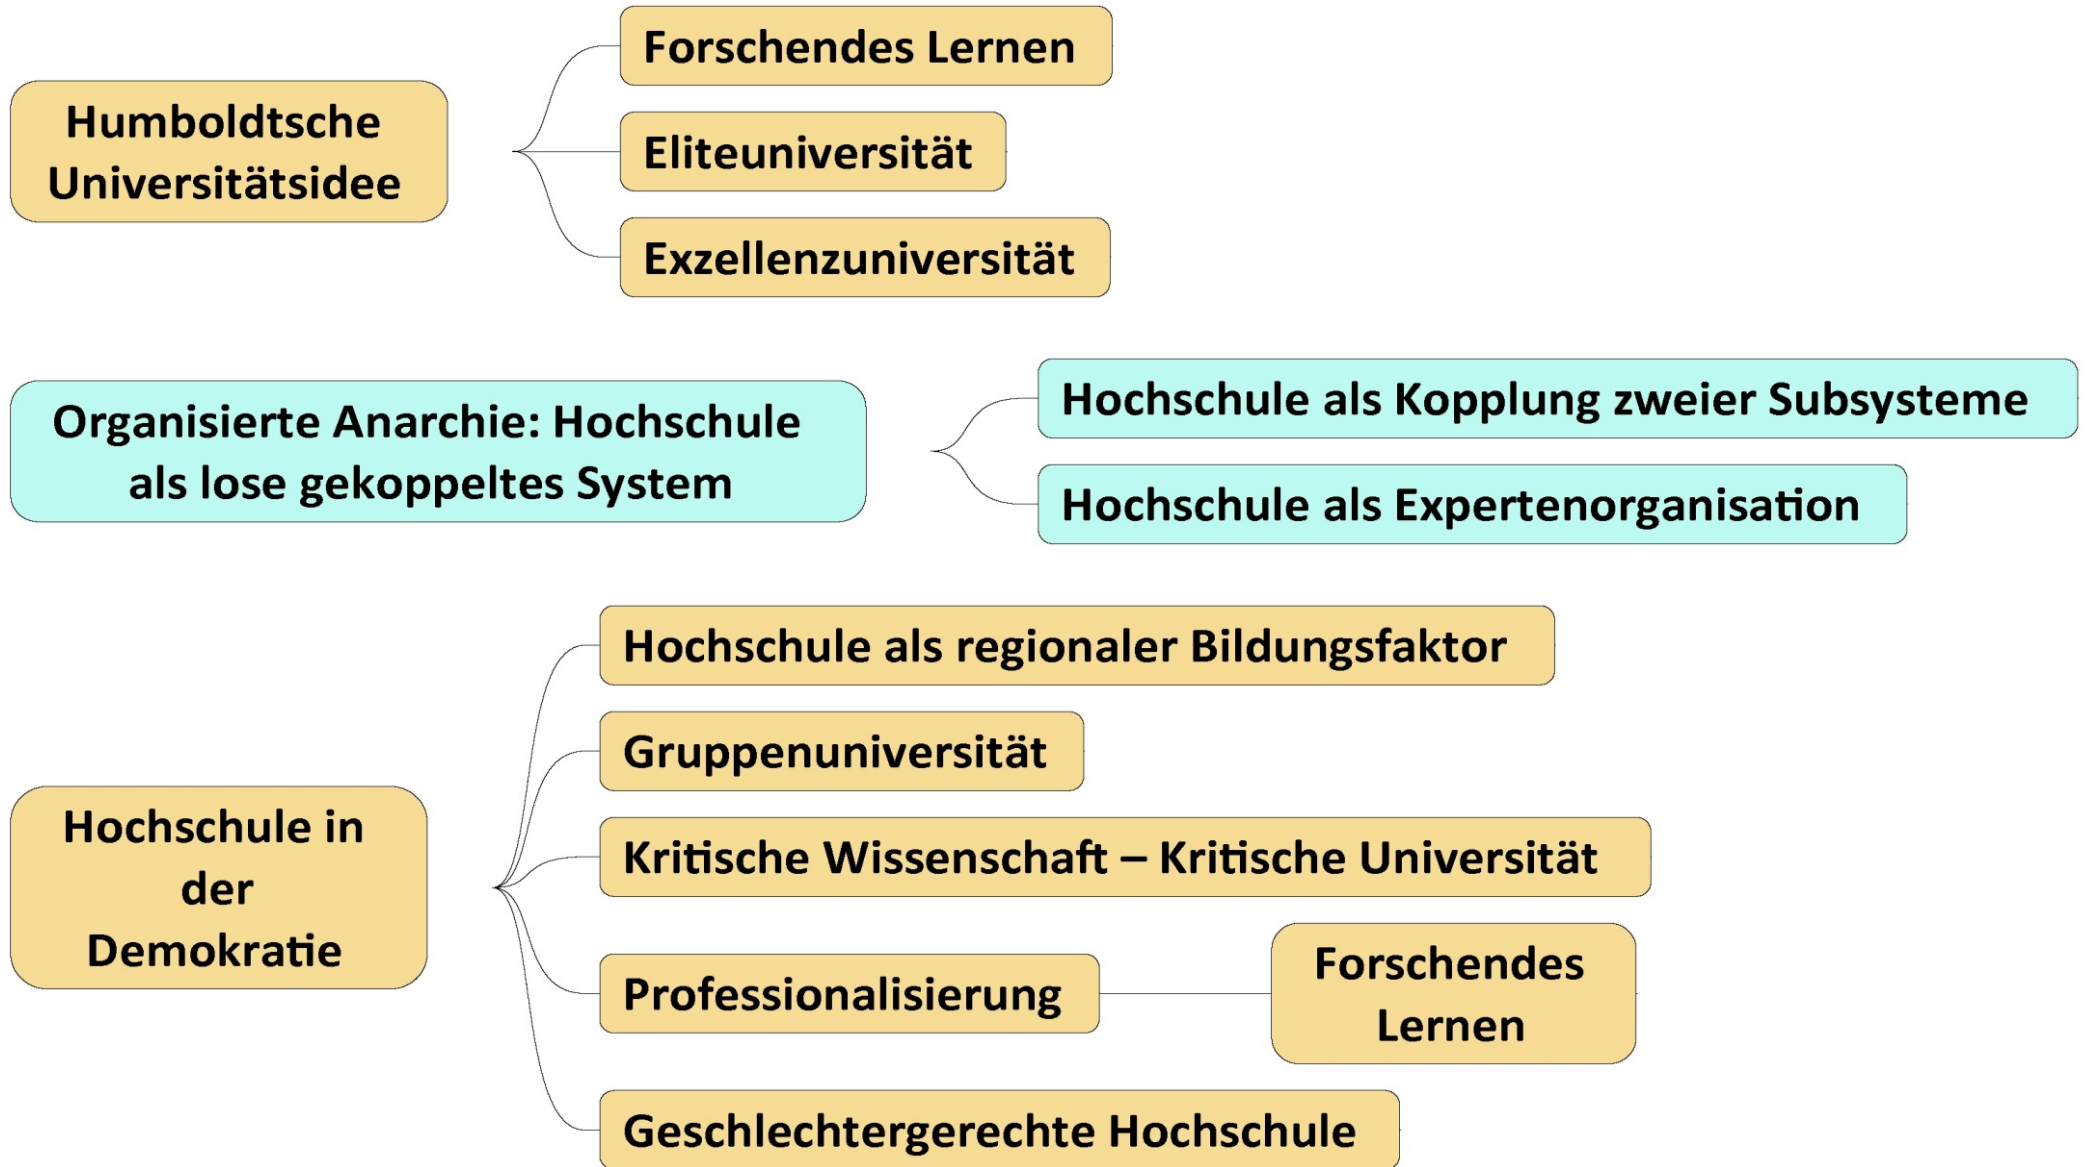 Forschendes Lernen
Humboldtsche
Universitätsidee
Eliteuniversität
Exzellenzuniversität
Organisierte Anarchie: Hochschule
als lose gekoppeltes System
Hochschule als Kopplung zweier Subsysteme
Hochschule als Expertenorganisation
Hochschule in
der
Demokratie
Hochschule als regionaler Bildungsfaktor
Gruppenuniversität
Kritische Wissenschaft – Kritische Universität
Professionalisierung
Forschendes
Lernen
Geschlechtergerechte Hochschule